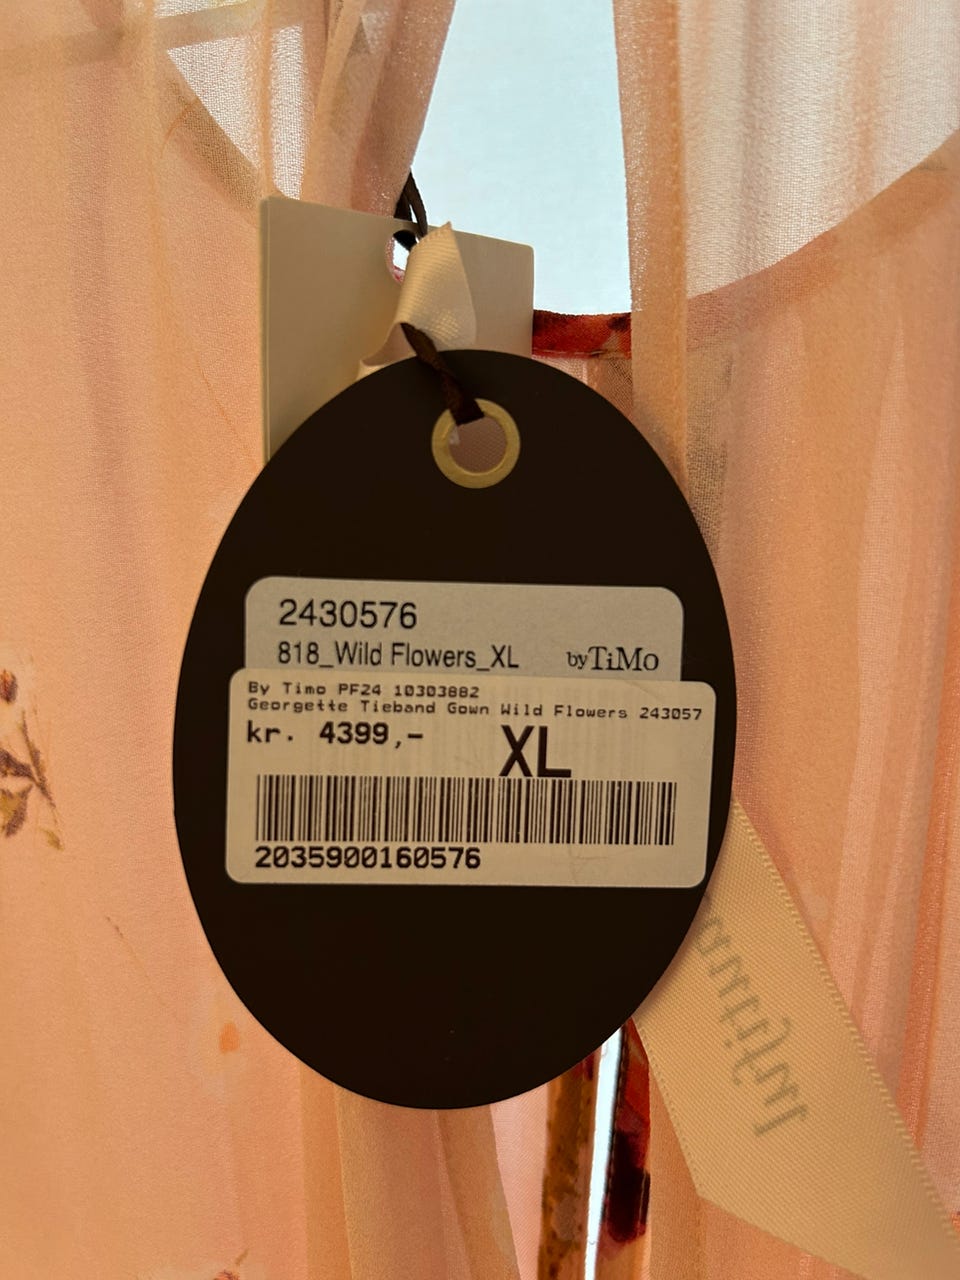 2430576
818_Wild Flowers_XL byTiMo
By Timo PF24 10303882
Georgette Tieband Gown Wild Flowers 243057
kr. 4399,- XL
2035900160576